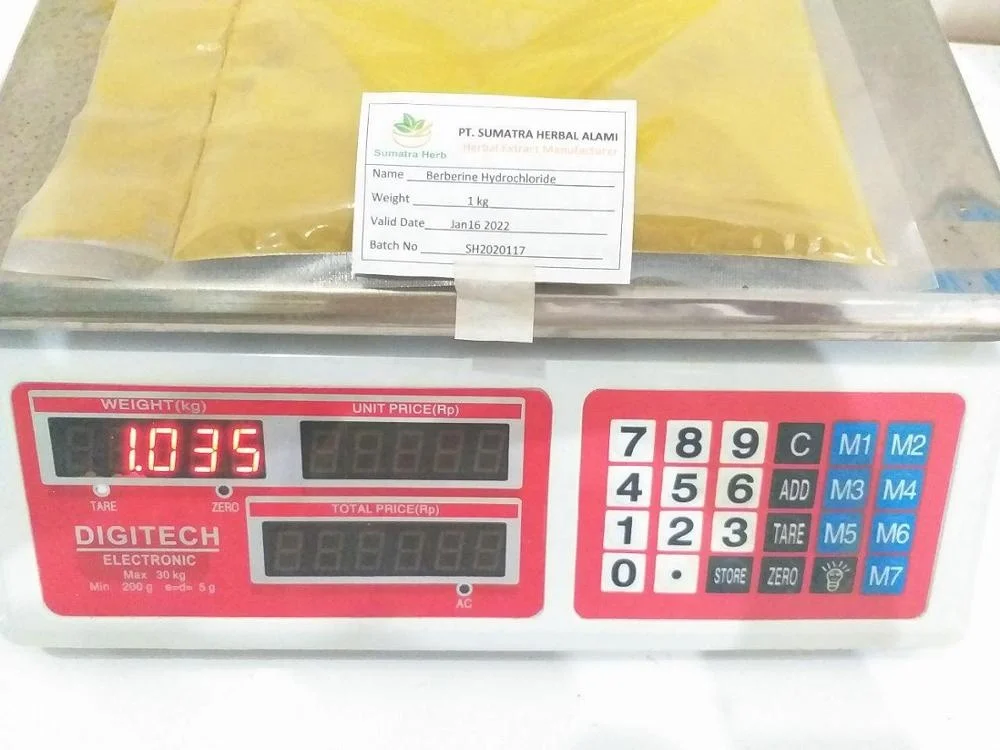 PT. SUMATRA HERBAL ALAMI
Herbal Extract Manufacturer
Sumatra Herb
Name Berberine Hydrochloride
Weight 1 kg
Valid Date Jan16 2022
Batch No SH2020117
WEIGHT(kg) UNIT PRICE(Rp)
1.035
TARE ZERO
TOTAL PRICE(Rp)
DIGITECH
ELECTRONIC
Max 30 kg
Min 200 g e=d= 5 g
AC
7 8 9 C M1 M2
4 5 6 ADD M3 M4
1 2 3 TARE M5 M6
0 . STORE ZERO M7